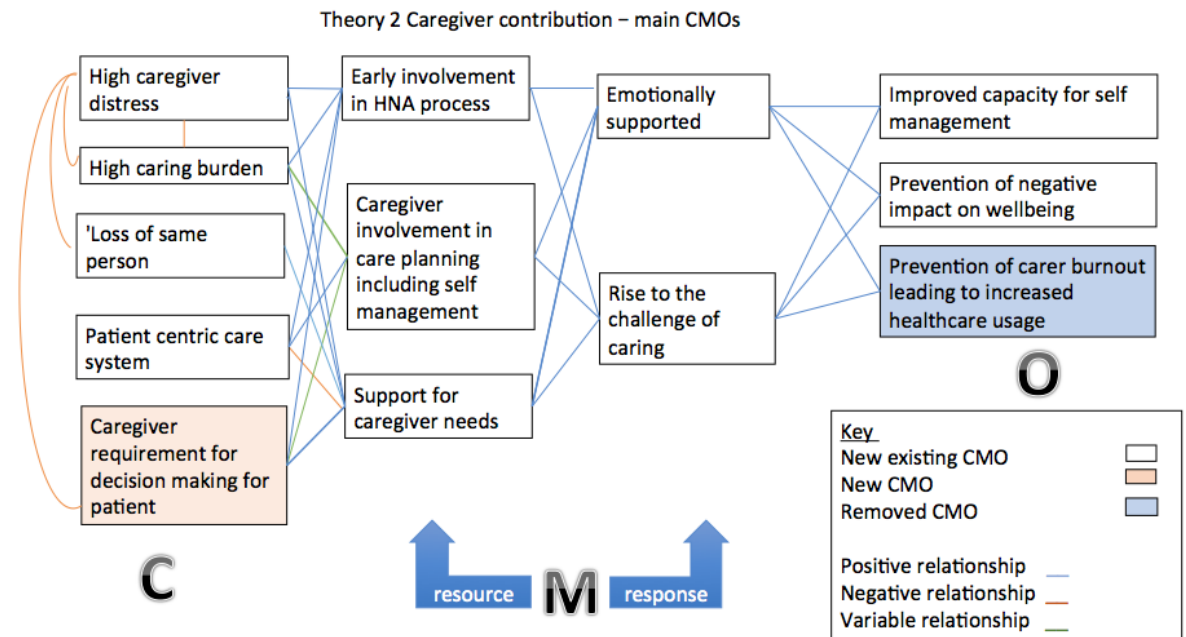 Theory 2 Caregiver contribution – main CMOs
High caregiver
distress
High caring burden
'Loss of same
person
Patient centric care
system
Caregiver
requirement for
decision making for
patient
C
Early involvement
in HNA process
Caregiver
involvement in
care planning
including self
management
Support for
caregiver needs
resource
M
response
Emotionally
supported
Rise to the
challenge of
caring
Improved capacity for self
management
Prevention of negative
impact on wellbeing
Prevention of carer burnout
leading to increased
healthcare usage
O
Key
New existing CMO
New CMO
Removed CMO
Positive relationship
Negative relationship
Variable relationship